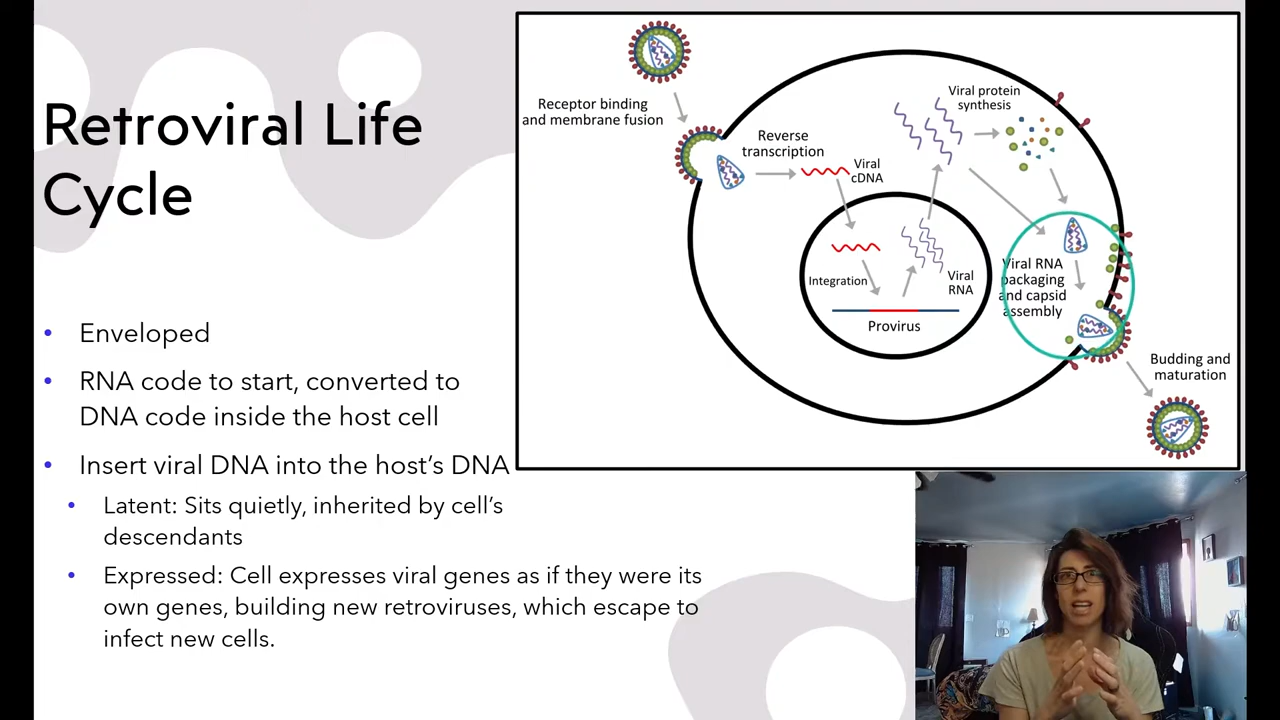 Retroviral Life
Cycle
• Enveloped
• RNA code to start, converted to
DNA code inside the host cell
• Insert viral DNA into the host's DNA
• Latent: Sits quietly, inherited by cell's
descendants
• Expressed: Cell expresses viral genes as if they were its
own genes, building new retroviruses, which escape to
infect new cells.
Receptor binding
and membrane fusion
Reverse
transcription
Viral
cDNA
Integration
Provirus
Viral
RNA
Viral protein
synthesis
Viral RNA
packaging
and capsid
assembly
Budding and
maturation